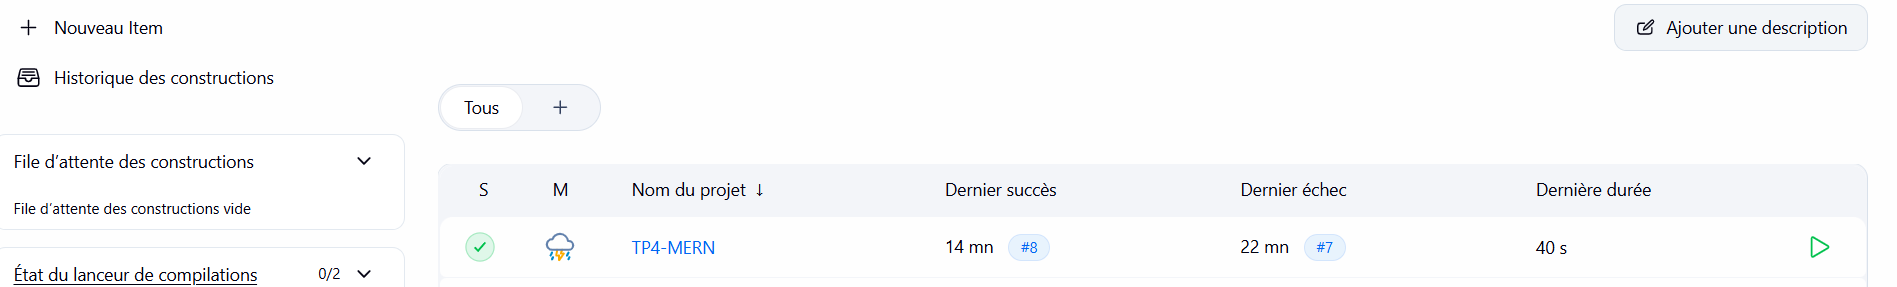 Nouveau Item
Ajouter une description
Historique des constructions
Tous +
File d'attente des constructions
File d'attente des constructions vide
État du lanceur de compilations 0/2
S M Nom du projet ↓ Dernier succès Dernier échec Dernière durée
TP4-MERN 14 mn #8 22 mn #7 40 s